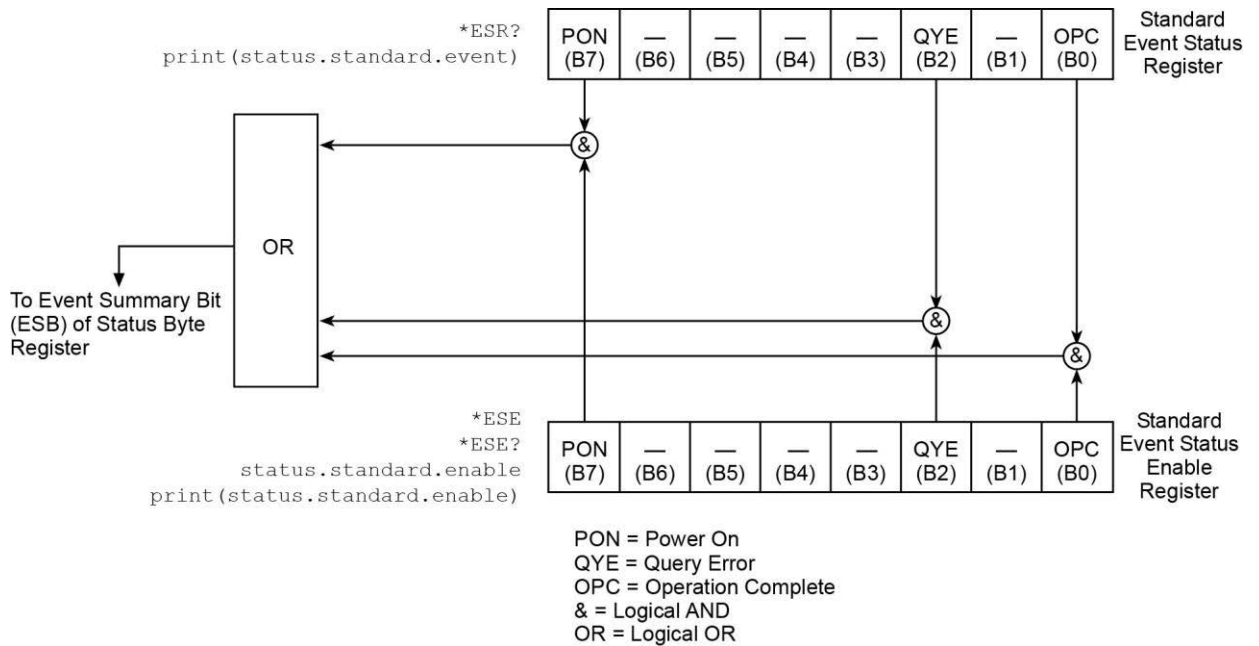 *ESR?
print(status.standard.event)
PON — — — — QYE — OPC
(B7) (B6) (B5) (B4) (B3) (B2) (B1) (B0)
Standard
Event Status
Register
&
OR
To Event Summary Bit
(ESB) of Status Byte
Register
&
&
*ESE
*ESE?
status.standard.enable
print(status.standard.enable)
PON — — — — QYE — OPC
(B7) (B6) (B5) (B4) (B3) (B2) (B1) (B0)
Standard
Event Status
Enable
Register
PON = Power On
QYE = Query Error
OPC = Operation Complete
& = Logical AND
OR = Logical OR